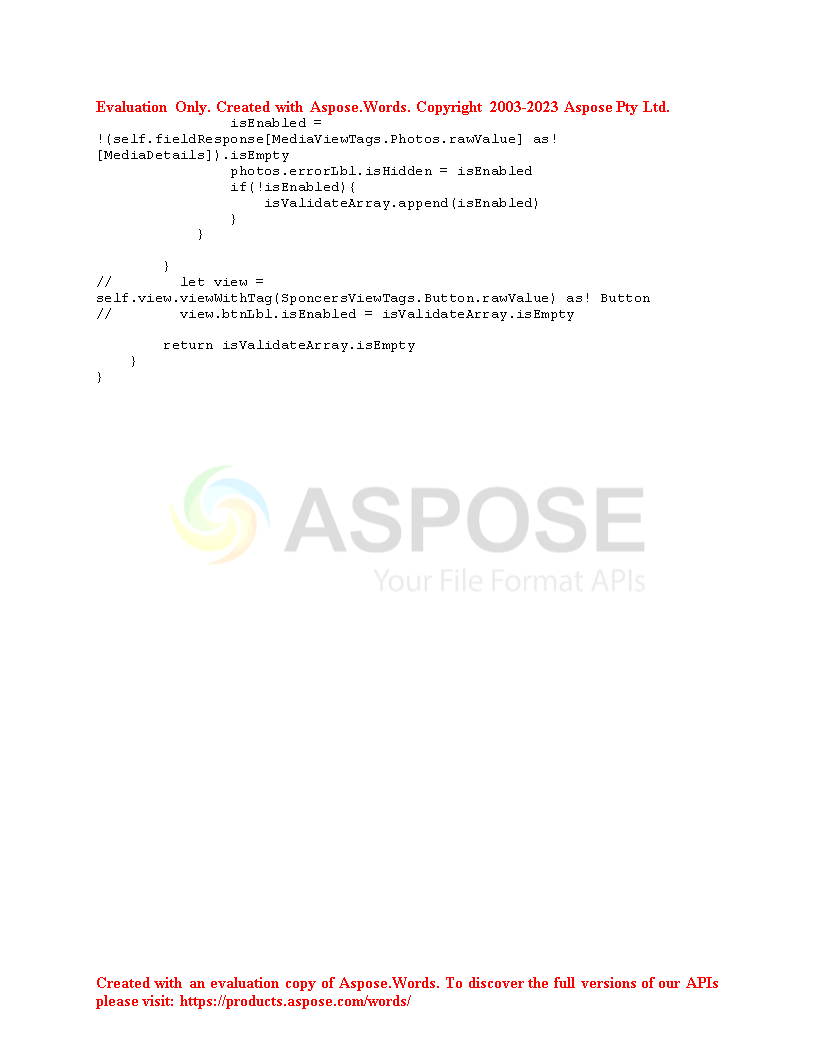 Evaluation Only. Created with Aspose.Words. Copyright 2003-2023 Aspose Pty Ltd.
                isEnabled =
!(self.fieldResponse[MediaViewTags.Photos.rawValue] as!
[MediaDetails]).isEmpty
                photos.errorLbl.isHidden = isEnabled
                if(!isEnabled){
                    isValidateArray.append(isEnabled)
                }
            }
        }
//        let view =
self.view.viewWithTag(SponcersViewTags.Button.rawValue) as! Button
//        view.btnLbl.isEnabled = isValidateArray.isEmpty
        return isValidateArray.isEmpty
    }
}
ASPOSE
Your File Format APIs
Created with an evaluation copy of Aspose.Words. To discover the full versions of our APIs
please visit: https://products.aspose.com/words/